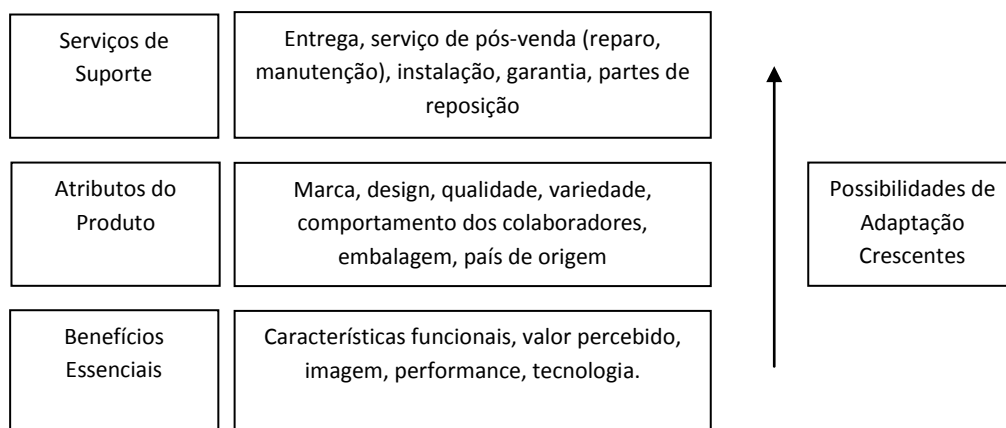 Serviços de
Suporte
Entrega, serviço de pós-venda (reparo,
manutenção), instalação, garantia, partes de
reposição
Atributos do
Produto
Marca, design, qualidade, variedade,
comportamento dos colaboradores,
embalagem, país de origem
Possibilidades de
Adaptação
Crescentes
Benefícios
Essenciais
Características funcionais, valor percebido,
imagem, performance, tecnologia.